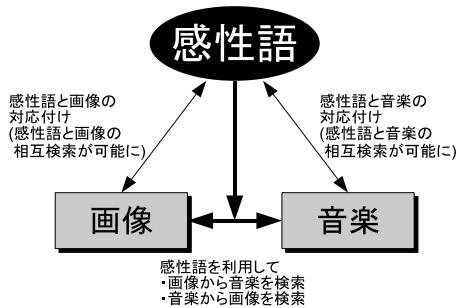 感性語
感性語と画像の
対応付け
(感性語と画像の
相互検索が可能に)
感性語と音楽の
対応付け
(感性語と音楽の
相互検索が可能に)
画像
音楽
感性語を利用して
・画像から音楽を検索
・音楽から画像を検索